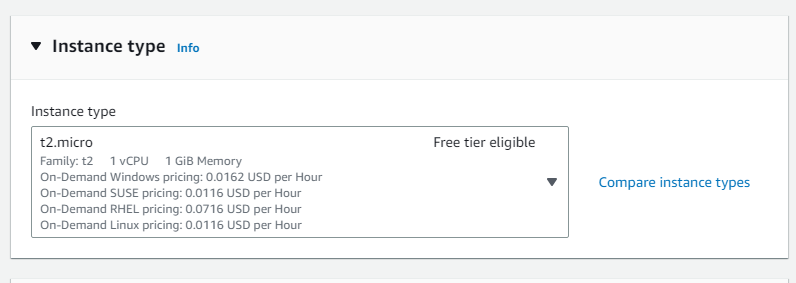 Instance type Info
Instance type
t2.micro Free tier eligible
Family: t2 1 vCPU 1 GiB Memory
On-Demand Windows pricing: 0.0162 USD per Hour
On-Demand SUSE pricing: 0.0116 USD per Hour
On-Demand RHEL pricing: 0.0716 USD per Hour
On-Demand Linux pricing: 0.0116 USD per Hour
Compare instance types